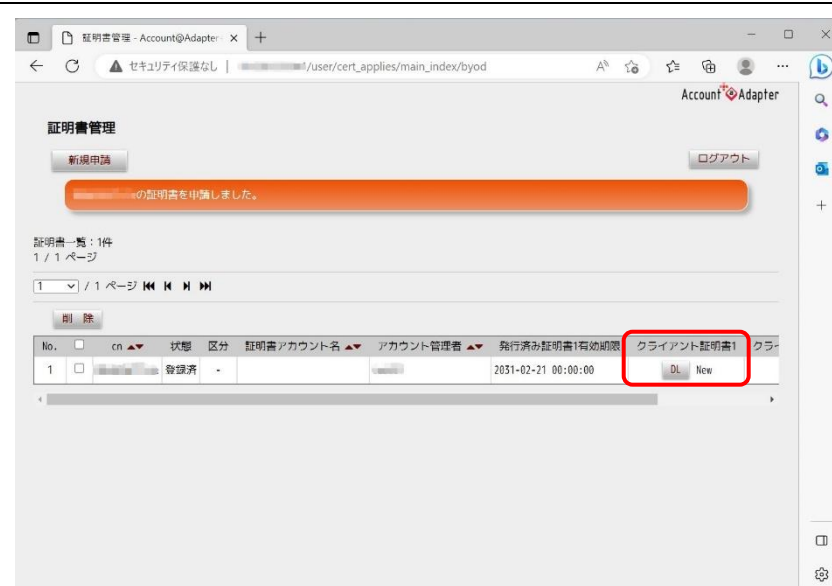 証明書管理 - Account@Adapter
セキュリティ保護なし | /user/cert_applies/main_index/byod
Account@Adapter
証明書管理
新規申請
ログアウト
の証明書を申請しました。
証明書一覧：1件
1 / 1 ページ
1 / 1 ページ
削 除
No. cn ▲▼ 状態 区分 証明書アカウント名 ▲▼ アカウント管理者 ▲▼ 発行済み証明書1有効期限 クライアント証明書1 クラ
1 登録済 - 2031-02-21 00:00:00 DL New